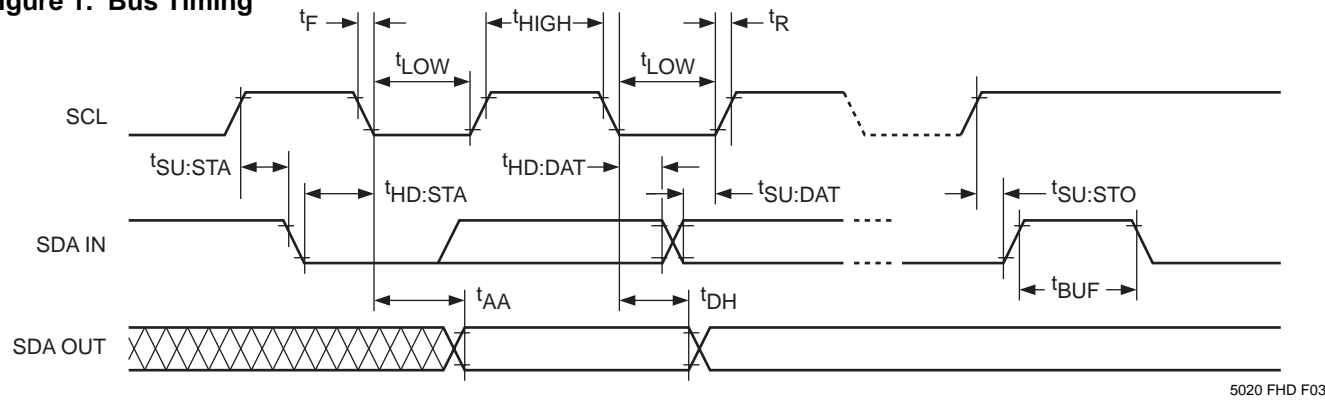 Figure 1. Bus Timing
tF
tHIGH
tR
tLOW
tLOW
SCL
tSU:STA
tHD:DAT
tHD:STA
tSU:DAT
tSU:STO
SDA IN
tAA
tDH
tBUF
SDA OUT
5020 FHD F03